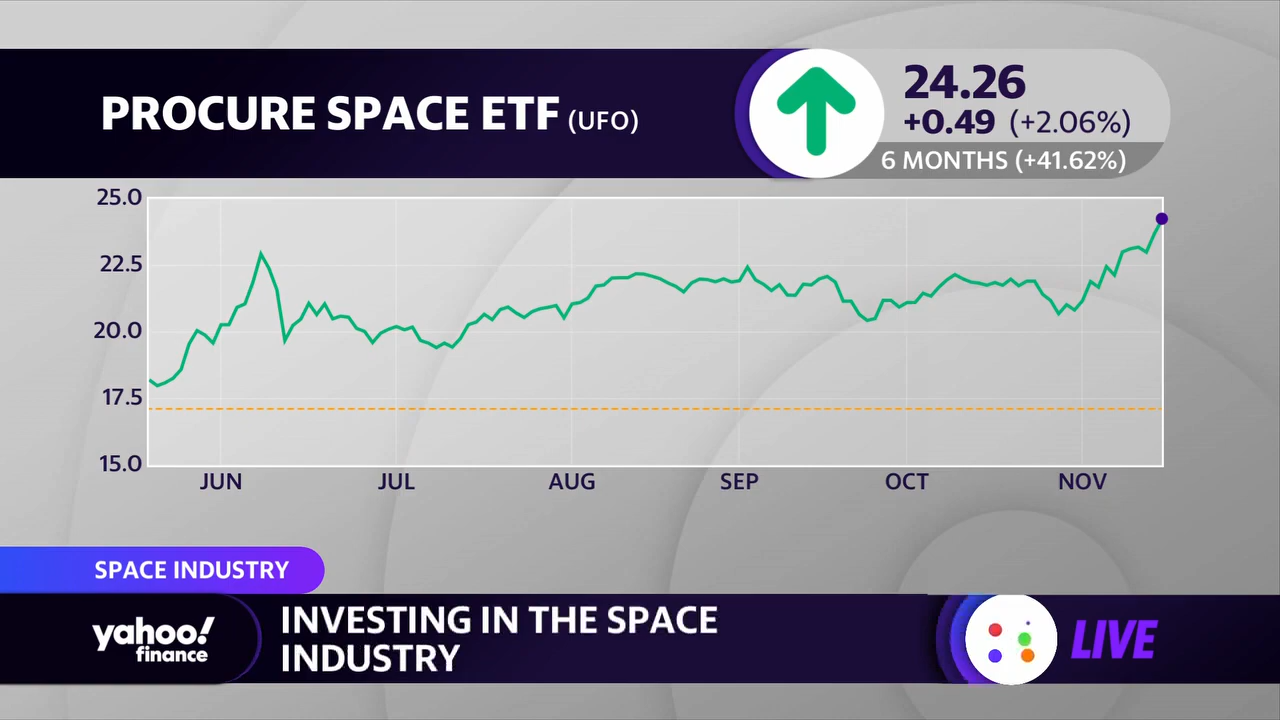 PROCURE SPACE ETF (UFO)
24.26
+0.49 (+2.06%)
6 MONTHS (+41.62%)
25.0
22.5
20.0
17.5
15.0
JUN JUL AUG SEP OCT NOV
SPACE INDUSTRY
yahoo!
finance
INVESTING IN THE SPACE
INDUSTRY
LIVE